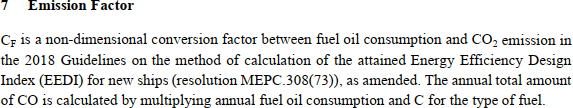 7 Emission Factor
C_F is a non-dimensional conversion factor between fuel oil consumption and CO₂ emission in
the 2018 Guidelines on the method of calculation of the attained Energy Efficiency Design
Index (EEDI) for new ships (resolution MEPC.308(73)), as amended. The annual total amount
of CO is calculated by multiplying annual fuel oil consumption and C for the type of fuel.